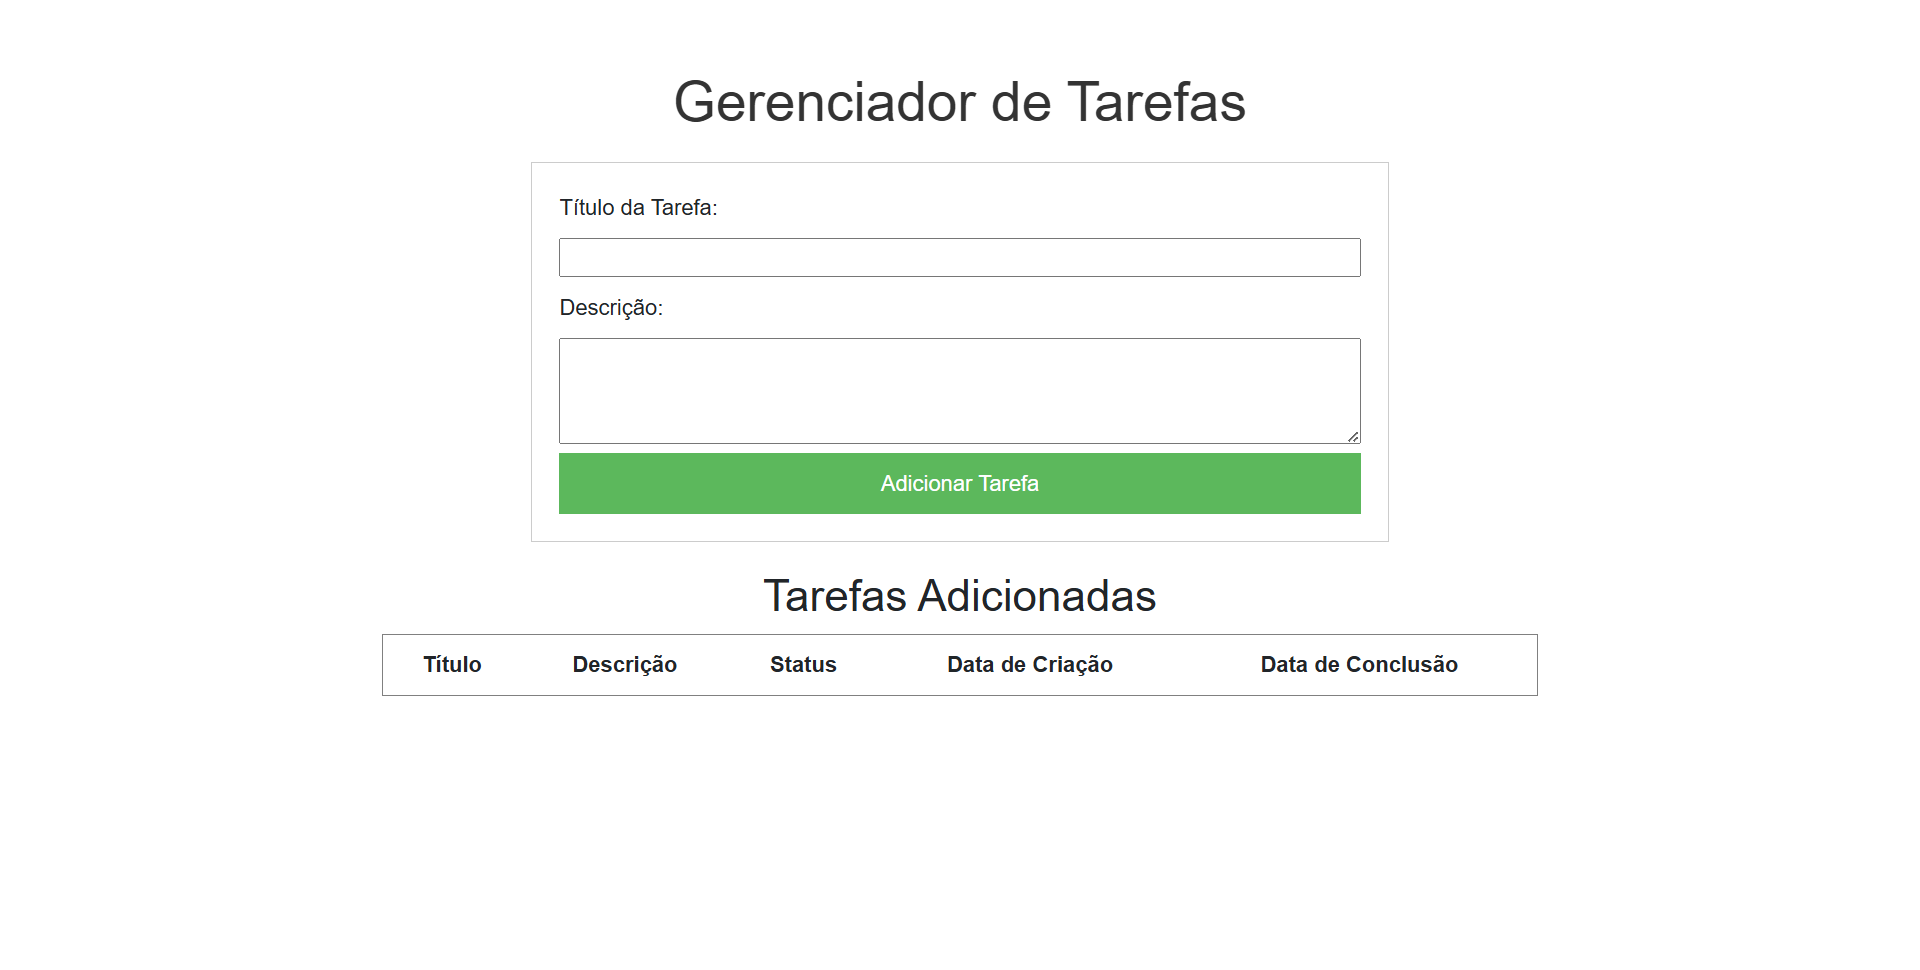 Gerenciador de Tarefas
Título da Tarefa:
Descrição:
Adicionar Tarefa
Tarefas Adicionadas
Título Descrição Status Data de Criação Data de Conclusão